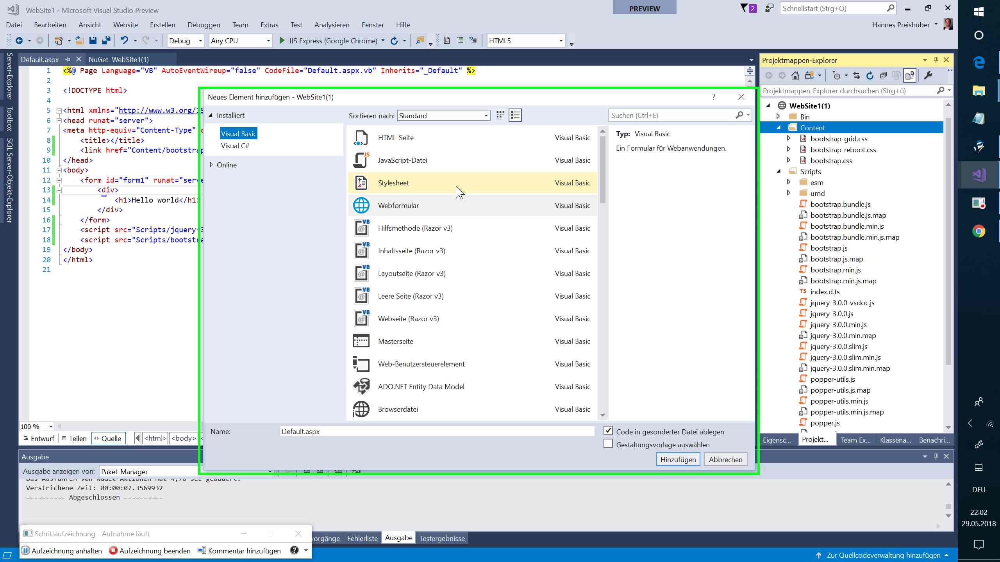 WebSite1 - Microsoft Visual Studio Preview
PREVIEW
2
Schnellstart (Strg+Q)
Datei Bearbeiten Ansicht Website Erstellen Debuggen Team Extras Test Analysieren Fenster Hilfe
Hannes Preishuber
Debug Any CPU IIS Express (Google Chrome) HTML5
Server-Explorer
Toolbox
SQL Server-Objekt-Explorer
Default.aspx NuGet: WebSite1(1)
1 <%@ Page Language="VB" AutoEventWireup="false" CodeFile="Default.aspx.vb" Inherits="_Default" %>
2
3 <!DOCTYPE html>
4
5 <html xmlns="http://www.w3.org/19
6 <head runat="server">
7 <meta http-equiv="Content-Type" c
8 <title></title>
9 <link href="Content/bootstrap
10 </head>
11 <body>
12 <form id="form1" runat="serve
13 <div>
14 <h1>Hello world</h1>
15 </div>
16 </form>
17 <script src="Scripts/jquery-3
18 <script src="Scripts/bootstra
19 </body>
20 </html>
21
100 %
Entwurf Teilen Quelle <html> <body> <
Neues Element hinzufügen - WebSite1(1)
?
Installiert
Visual Basic
Visual C#
Online
Sortieren nach: Standard
Suchen (Ctrl+E)
HTML-Seite Visual Basic
JavaScript-Datei Visual Basic
Stylesheet Visual Basic
Webformular Visual Basic
Hilfsmethode (Razor v3) Visual Basic
Inhaltsseite (Razor v3) Visual Basic
Layoutseite (Razor v3) Visual Basic
Leere Seite (Razor v3) Visual Basic
Webseite (Razor v3) Visual Basic
Masterseite Visual Basic
Web-Benutzersteuerelement Visual Basic
ADO.NET Entity Data Model Visual Basic
Browserdatei Visual Basic
Typ: Visual Basic
Ein Formular für Webanwendungen.
Name: Default.aspx
Code in gesonderter Datei ablegen
Gestaltungsvorlage auswählen
Hinzufügen Abbrechen
Projektmappen-Explorer
Projektmappen-Explorer durchsuchen (Strg+ü)
WebSite1(1)
Bin
Content
bootstrap-grid.css
bootstrap-reboot.css
bootstrap.css
Scripts
esm
umd
bootstrap.bundle.js
bootstrap.bundle.js.map
bootstrap.bundle.min.js
bootstrap.bundle.min.js.map
bootstrap.js
bootstrap.js.map
bootstrap.min.js
bootstrap.min.js.map
TS index.d.ts
jquery-3.0.0-vsdoc.js
jquery-3.0.0.js
jquery-3.0.0.min.js
jquery-3.0.0.min.map
jquery-3.0.0.slim.js
jquery-3.0.0.slim.min.js
jquery-3.0.0.slim.min.map
popper-utils.js
popper-utils.js.map
popper-utils.min.js
popper-utils.min.js.map
popper.js
Eigensc... Projekt... Team Ex... Klassena... Benachri...
Ausgabe
Ausgabe anzeigen von: Paket-Manager
Das Ausführen von NuGet-Aktionen hat 4,76 sec gedauert.
Verstrichene Zeit: 00:00:07.3569932
========== Abgeschlossen ==========
vorgänge Fehlerliste Ausgabe Testergebnisse
Schrittaufzeichnung - Aufnahme läuft
Aufzeichnung anhalten Aufzeichnung beenden Kommentar hinzufügen
Zur Quellcodeverwaltung hinzufügen
DEU
22:02
29.05.2018